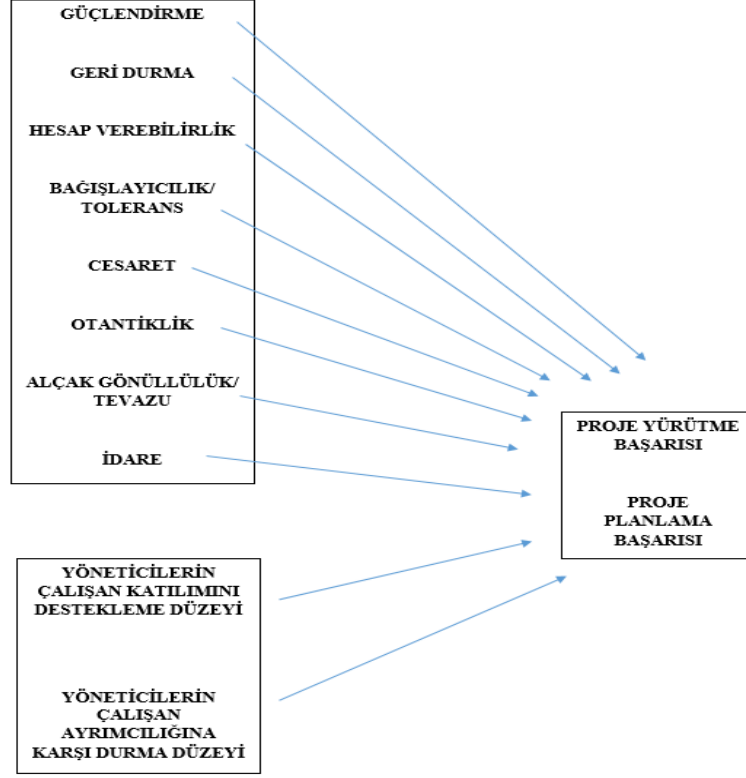 GÜÇLENDİRME
GERİ DURMA
HESAP VEREBİLİRLİK
BAĞIŞLAYICILIK/
TOLERANS
CESARET
OTANTİKLİK
ALÇAK GÖNÜLLÜLÜK/
TEVAZU
İDARE
YÖNETİCİLERİN
ÇALIŞAN KATILIMINI
DESTEKLEME DÜZEYİ
YÖNETİCİLERİN
ÇALIŞAN
AYRIMCILIĞINA
KARŞI DURMA DÜZEYİ
PROJE YÜRÜTME
BAŞARISI
PROJE
PLANLAMA
BAŞARISI